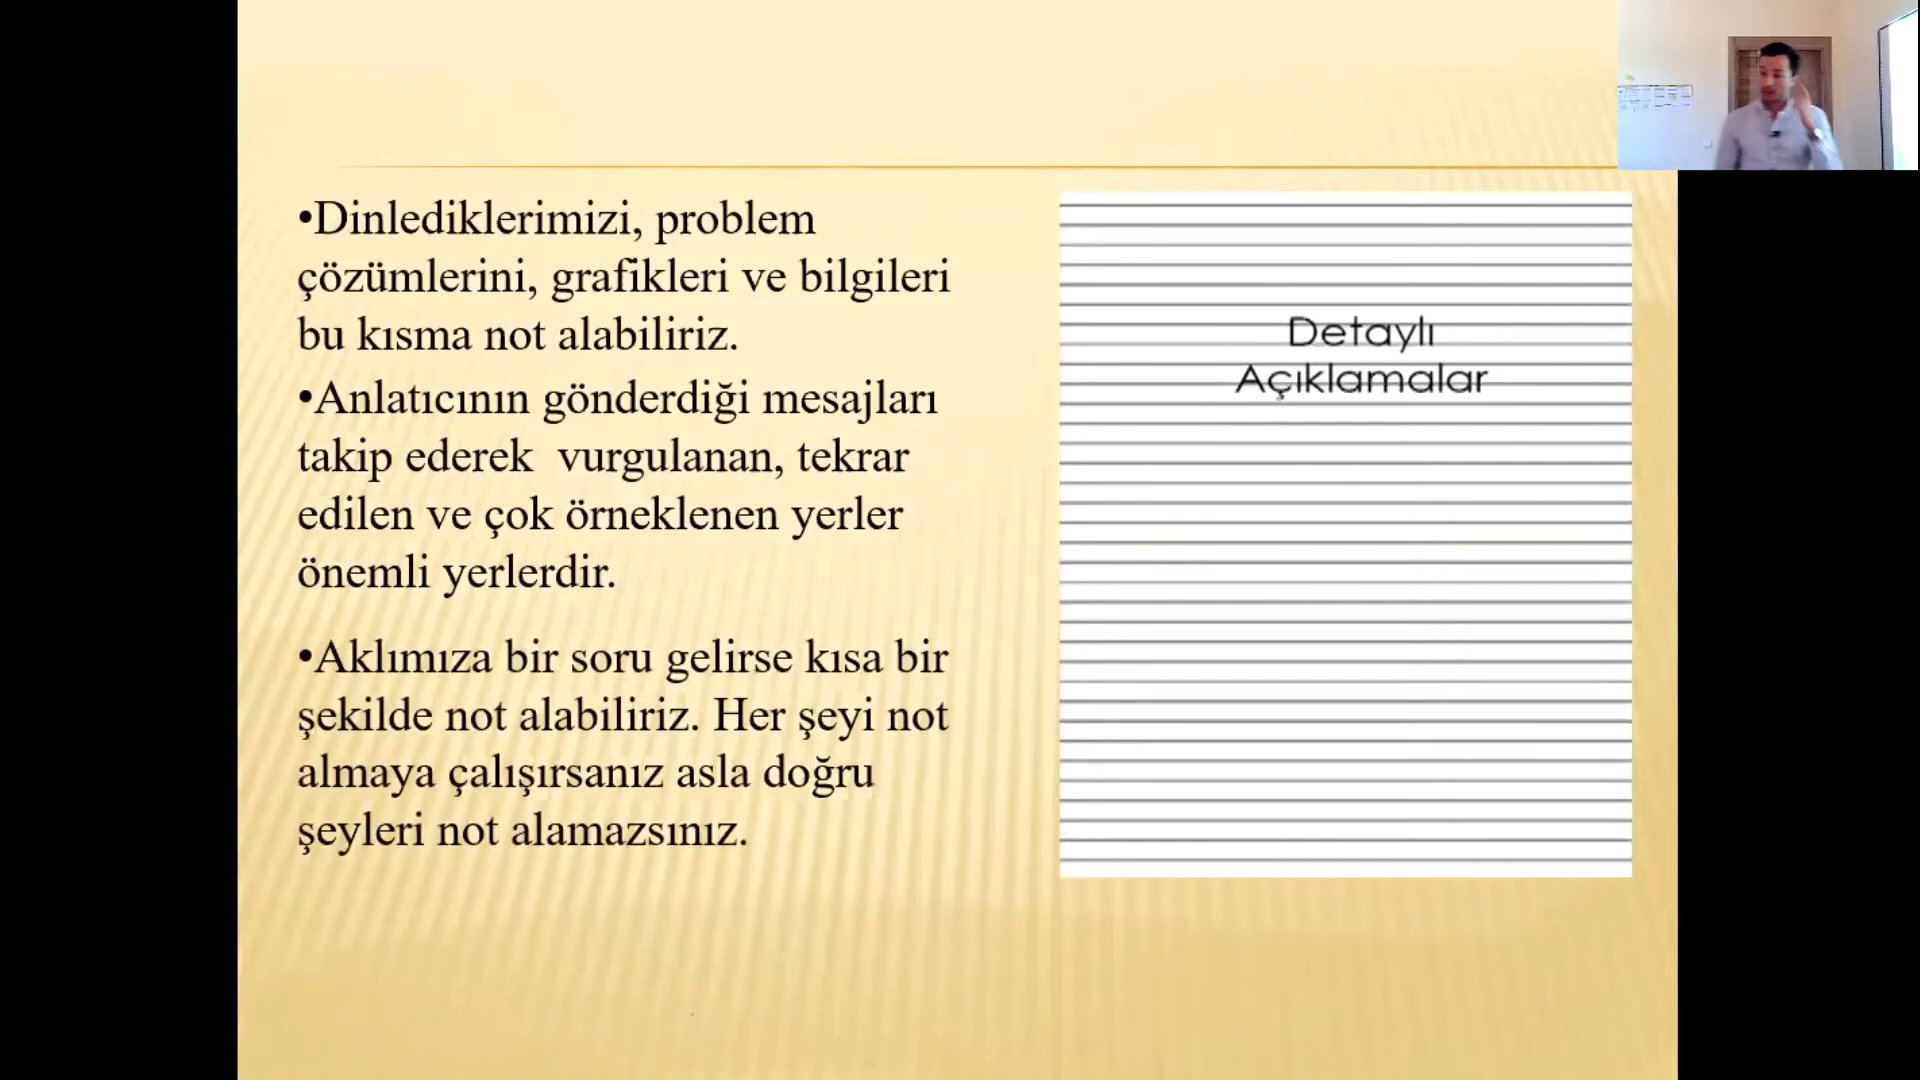 •Dinlediklerimizi, problem
çözümlerini, grafikleri ve bilgileri
bu kısma not alabiliriz.
•Anlatıcının gönderdiği mesajları
takip ederek  vurgulanan, tekrar
edilen ve çok örneklenen yerler
önemli yerlerdir.
•Aklımıza bir soru gelirse kısa bir
şekilde not alabiliriz. Her şeyi not
almaya çalışırsanız asla doğru
şeyleri not alamazsınız.
Detaylı
Açıklamalar